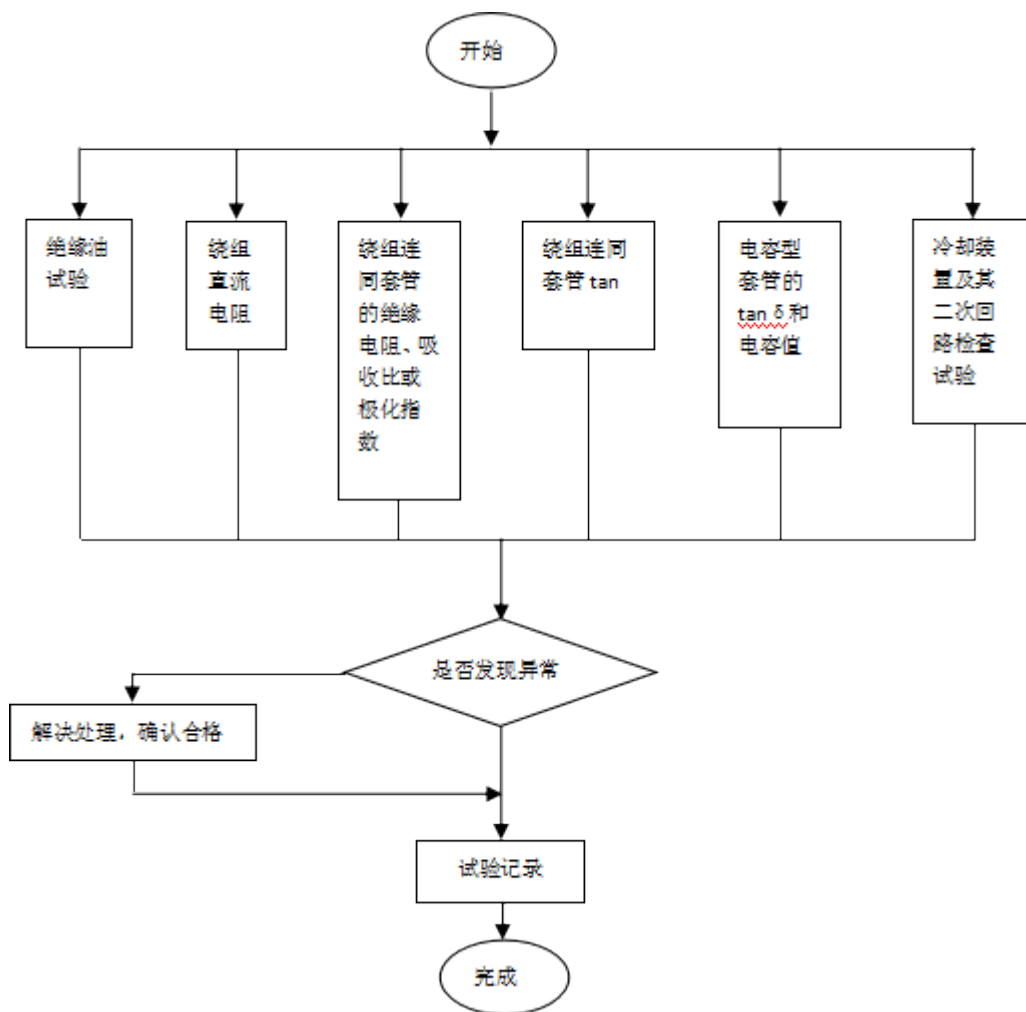 开始
绝缘油
试验
绕组
直流
电阻
绕组连
同套管
的绝缘
电阻、吸
收比或
极化指
数
绕组连同
套管 tan
电容型
套管的
tan δ和
电容值
冷却装
置及其
二次回
路检查
试验
是否发现异常
解决处理，确认合格
试验记录
完成